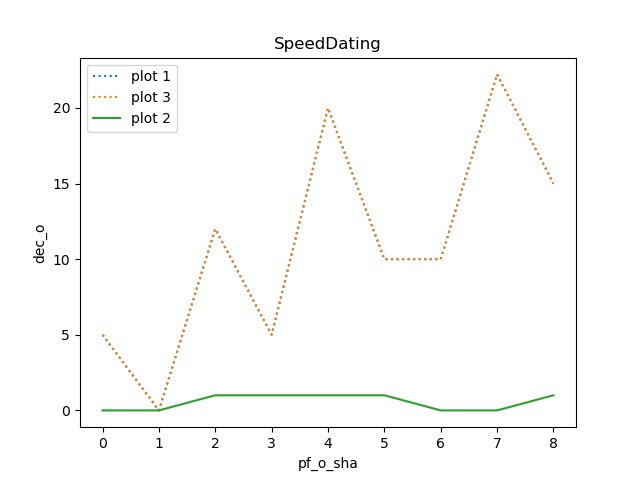 SpeedDating
plot 1
plot 3
plot 2
dec_o
20
15
10
5
0
0 1 2 3 4 5 6 7 8
pf_o_sha